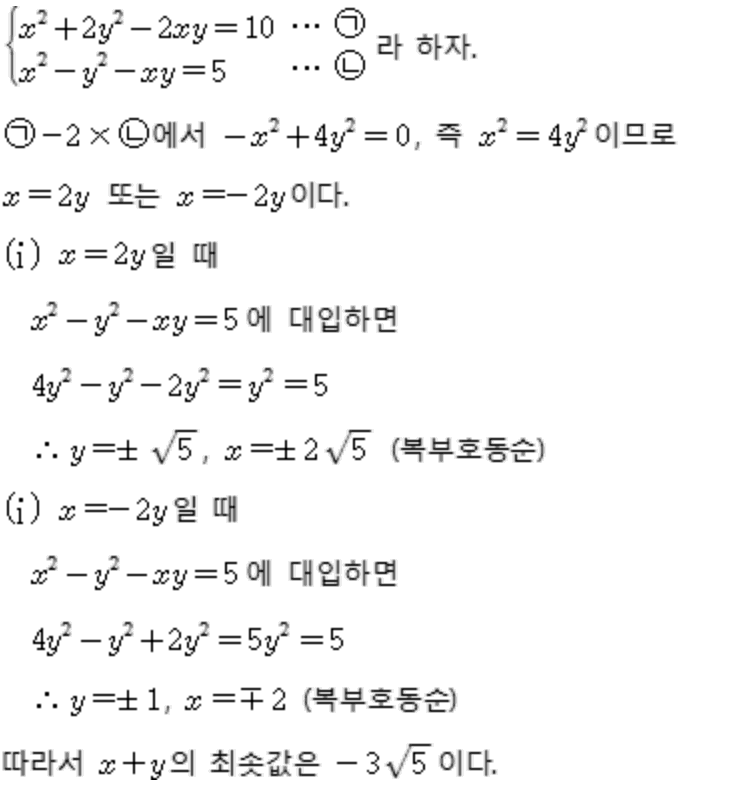 {x²+2y²−2xy=10 ⋯ ㉠
x²−y²−xy=5 ⋯ ㉡ 라 하자.
㉠−2×㉡에서 −x²+4y²=0, 즉 x²=4y²이므로
x=2y 또는 x=−2y이다.
(i) x=2y일 때
x²−y²−xy=5에 대입하면
4y²−y²−2y²=y²=5
∴ y=±√5, x=±2√5 (복부호동순)
(i) x=−2y일 때
x²−y²−xy=5에 대입하면
4y²−y²+2y²=5y²=5
∴ y=±1, x=∓2 (복부호동순)
따라서 x+y의 최솟값은 −3√5이다.